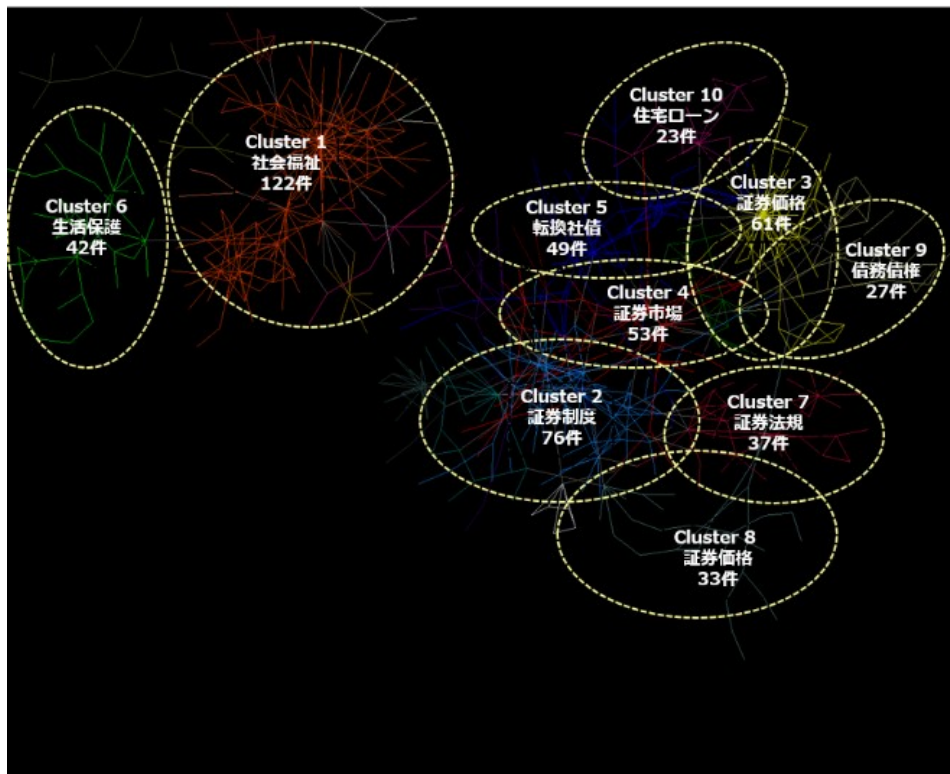 Cluster 10
住宅ローン
23件
Cluster 1
社会福祉
122件
Cluster 3
証券価格
61件
Cluster 6
生活保護
42件
Cluster 5
転換社債
49件
Cluster 9
債務債権
27件
Cluster 4
証券市場
53件
Cluster 2
証券制度
76件
Cluster 7
証券法規
37件
Cluster 8
証券価格
33件